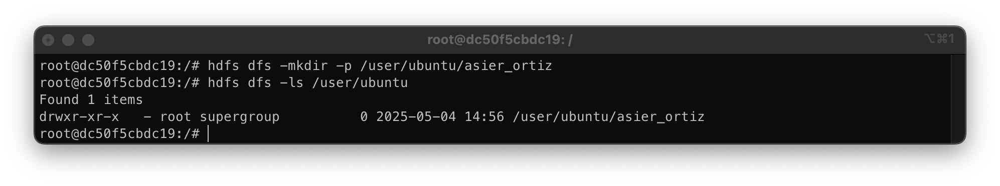 root@dc50f5cbdc19: /
⌥⌘1
root@dc50f5cbdc19:/# hdfs dfs -mkdir -p /user/ubuntu/asier_ortiz
root@dc50f5cbdc19:/# hdfs dfs -ls /user/ubuntu
Found 1 items
drwxr-xr-x   - root supergroup          0 2025-05-04 14:56 /user/ubuntu/asier_ortiz
root@dc50f5cbdc19:/#